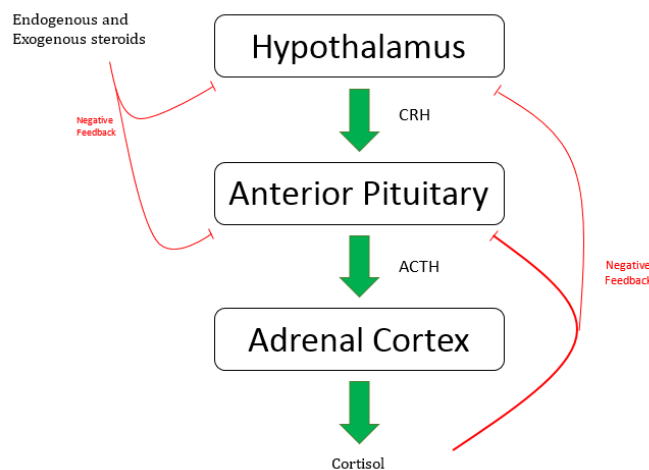 Endogenous and
Exogenous steroids
Hypothalamus
Negative
Feedback
CRH
Anterior Pituitary
ACTH
Negative
Feedback
Adrenal Cortex
Cortisol